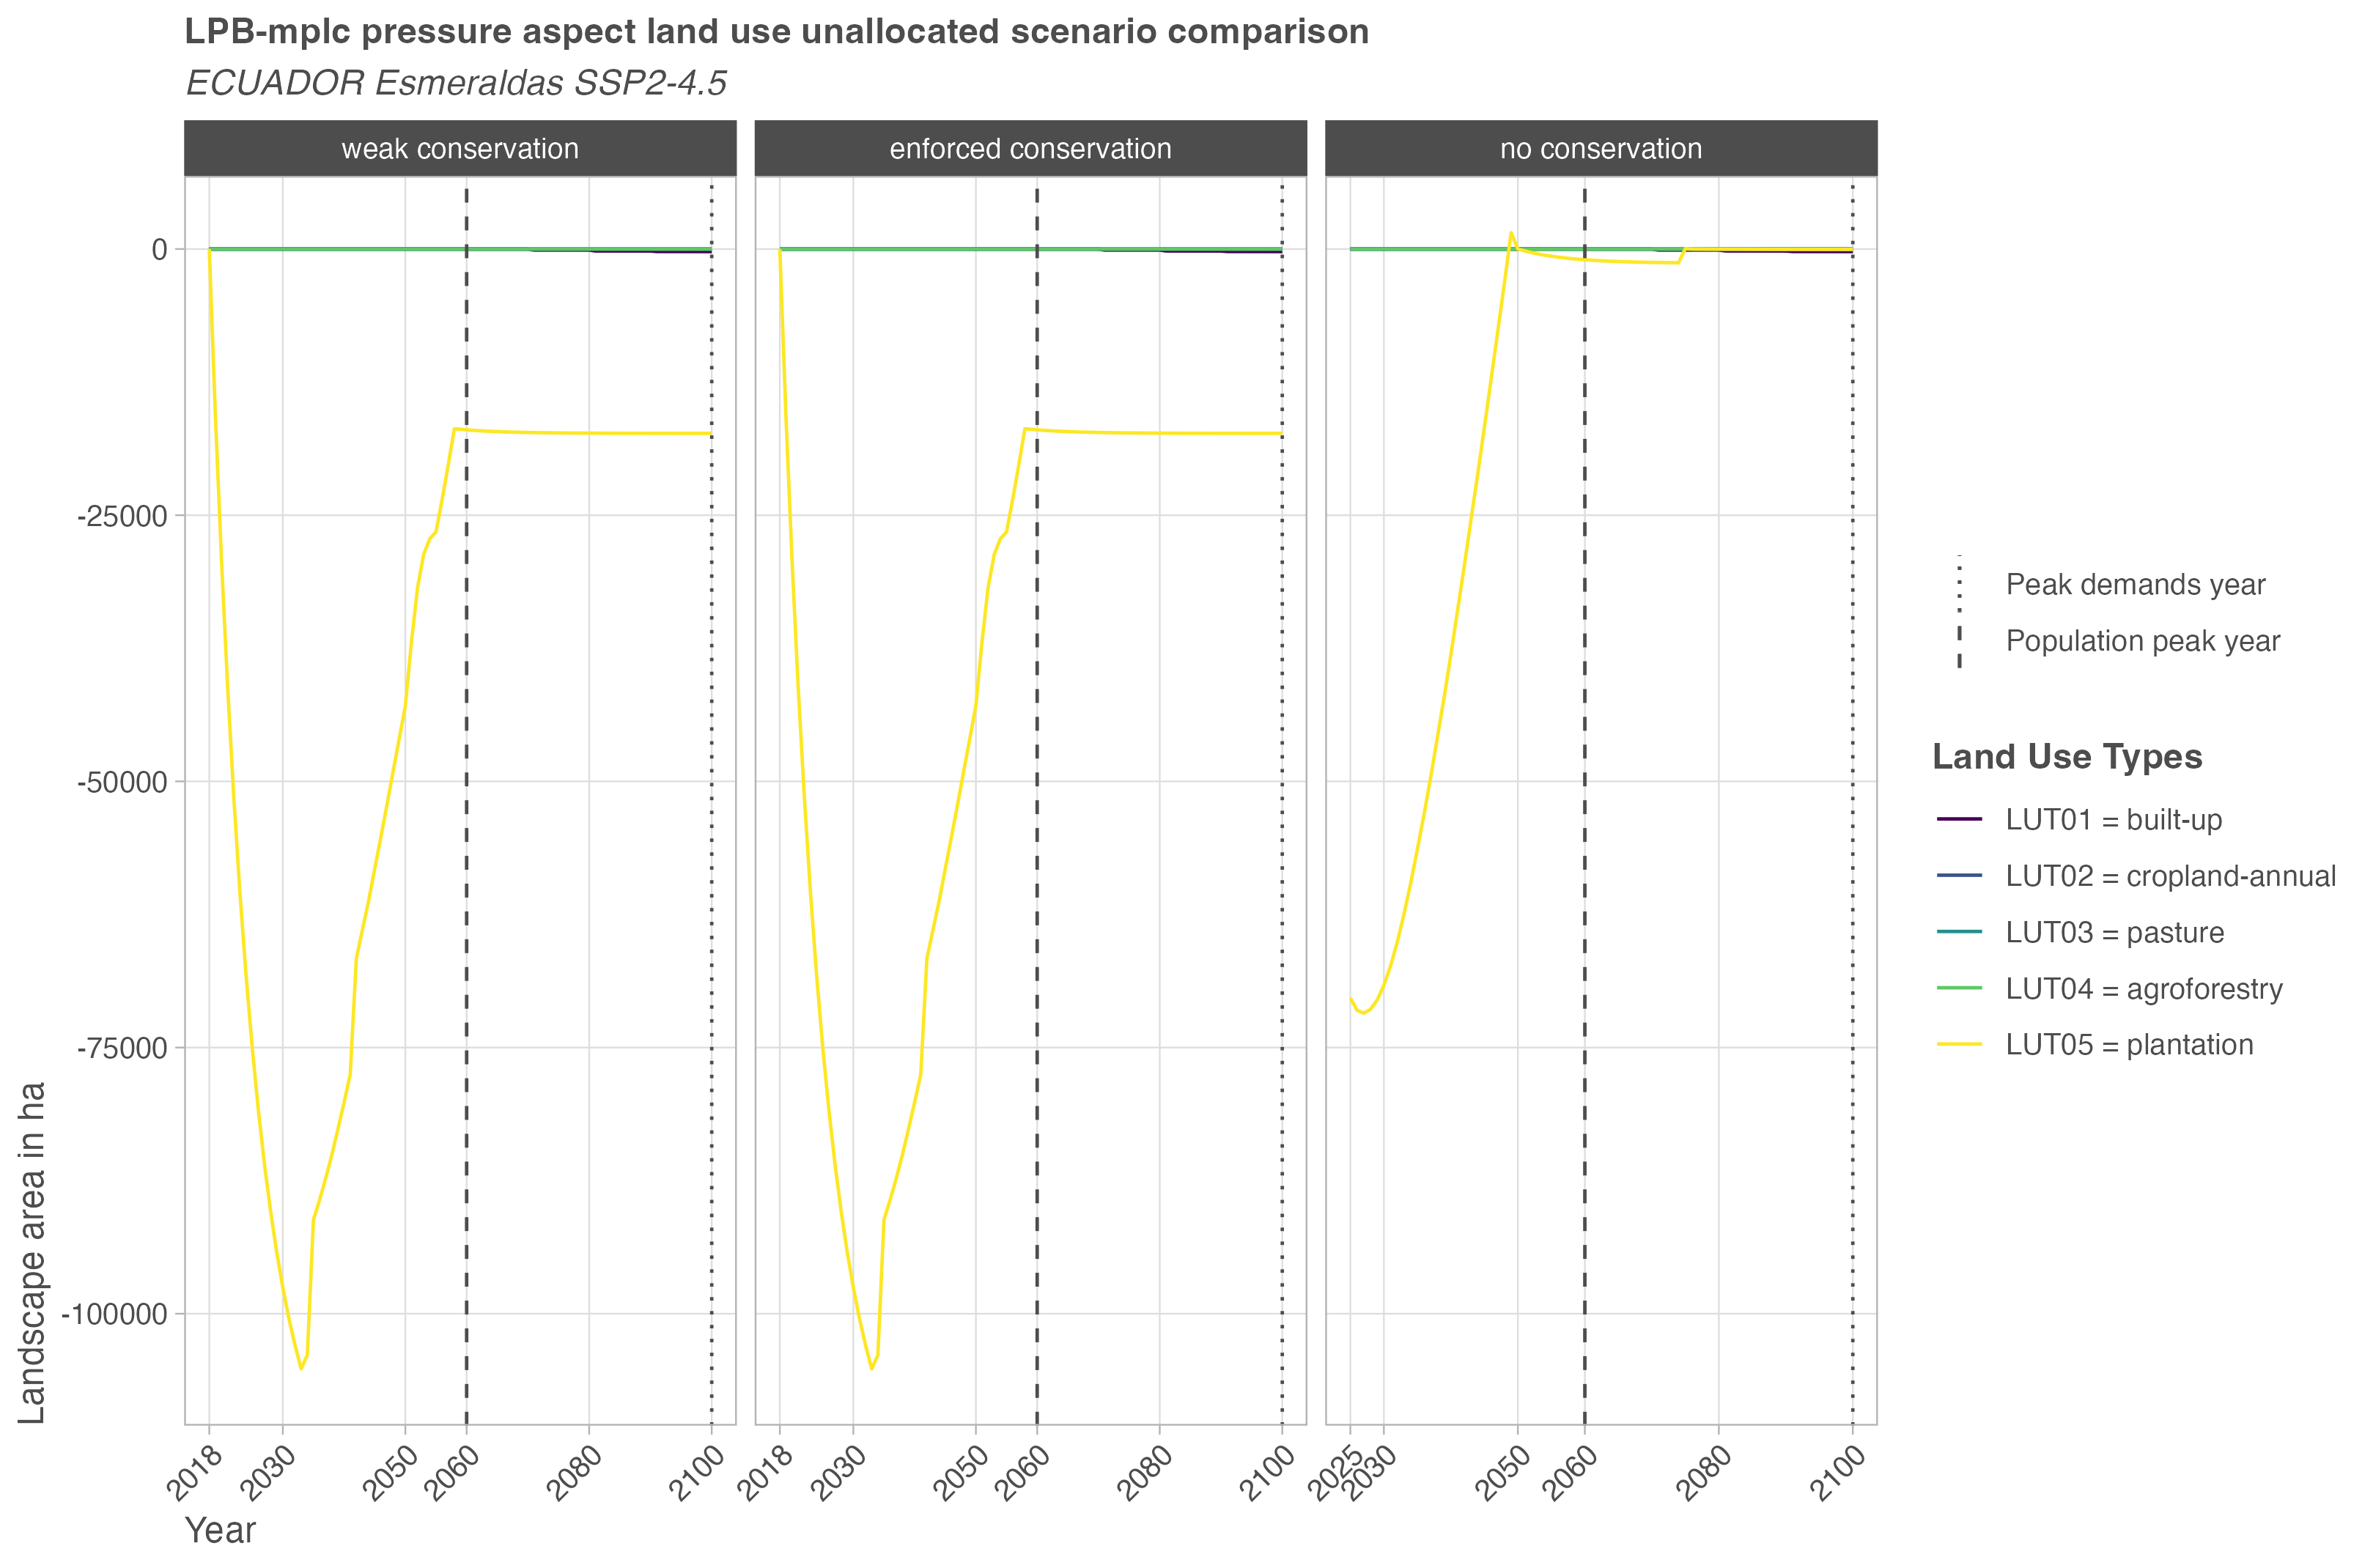 LPB-mplc pressure aspect land use unallocated scenario comparison
ECUADOR Esmeraldas SSP2-4.5
weak conservation
enforced conservation
no conservation
0
-25000
-50000
-75000
-100000
Landscape area in ha
2018
2030
2050
2060
2080
2100
2018
2030
2050
2060
2080
2100
2025
2030
2050
2060
2080
2100
Year
Peak demands year
Population peak year
Land Use Types
LUT01 = built-up
LUT02 = cropland-annual
LUT03 = pasture
LUT04 = agroforestry
LUT05 = plantation